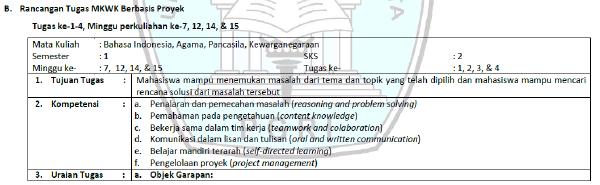 B. Rancangan Tugas MKWK Berbasis Proyek
Tugas ke-1-4, Minggu perkuliahan ke-7, 12, 14, & 15
Mata Kuliah : Bahasa Indonesia, Agama, Pancasila, Kewarganegaraan
Semester : 1 SKS : 2
Minggu ke- : 7, 12, 14, & 15 Tugas ke- : 1, 2, 3, & 4
1. Tujuan Tugas : Mahasiswa mampu menemukan masalah dari tema dan topik yang telah dipilih dan mahasiswa mampu mencari
rencana solusi dari masalah tersebut
2. Kompetensi : a. Penalaran dan pemecahan masalah (reasoning and problem solving)
b. Pemahaman pada pengetahuan (content knowledge)
c. Bekerja sama dalam tim kerja (teamwork and colaboration)
d. Komunikasi dalam lisan dan tulisan (oral and written communication)
e. Belajar mandiri terarah (self-directed learning)
f. Pengelolaan proyek (project management)
3. Uraian Tugas : a. Objek Garapan: